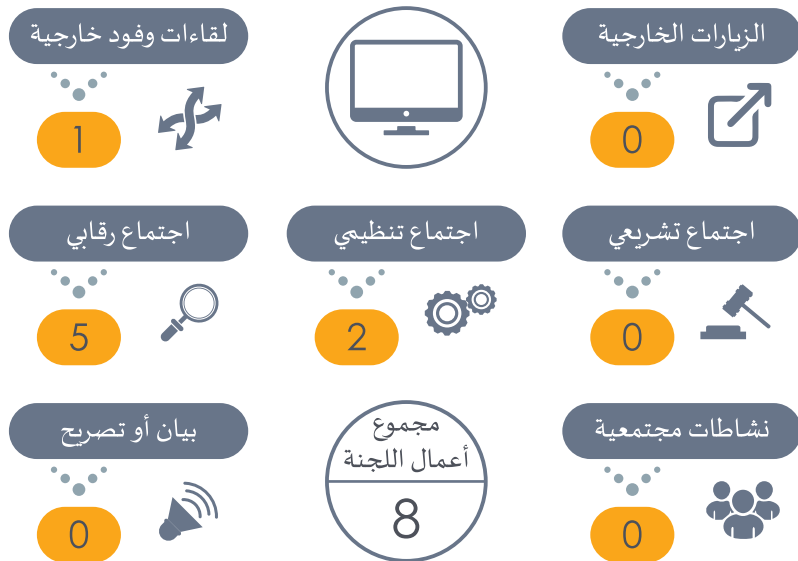 الزيارات الخارجية
0
لقاءات وفود خارجية
1
اجتماع تشريعي
0
اجتماع تنظيمي
2
اجتماع رقابي
5
نشاطات مجتمعية
0
مجموع
أعمال اللجنة
8
بيان أو تصريح
0